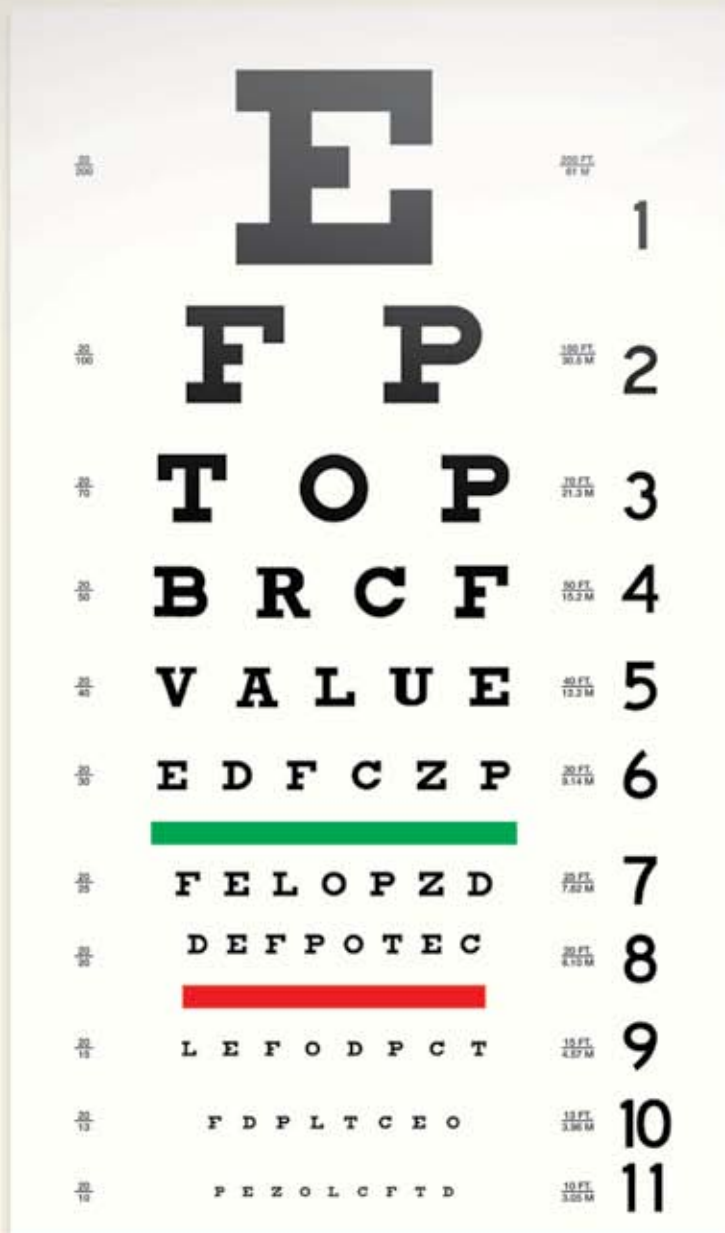 20/200 E 200 FT. 61 M 1
20/100 F P 100 FT. 30.5 M 2
20/70 T O P 70 FT. 21.3 M 3
20/50 B R C F 50 FT. 15.2 M 4
20/40 V A L U E 40 FT. 12.2 M 5
20/30 E D F C Z P 30 FT. 9.14 M 6
20/25 F E L O P Z D 25 FT. 7.62 M 7
20/20 D E F P O T E C 20 FT. 6.10 M 8
20/15 L E F O D P C T 15 FT. 4.57 M 9
20/13 F D P L T C E O 13 FT. 3.96 M 10
20/10 P E Z O L C F T D 10 FT. 3.05 M 11